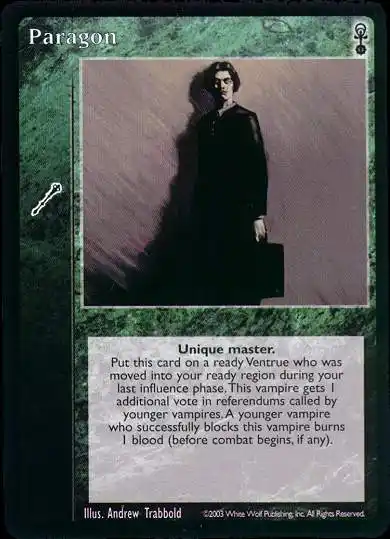 Paragon
Unique master.
Put this card on a ready Ventrue who was
moved into your ready region during your
last influence phase. This vampire gets 1
additional vote in referendums called by
younger vampires. A younger vampire
who successfully blocks this vampire burns
1 blood (before combat begins, if any).
Illus. Andrew Trabbold ©2003 White Wolf Publishing, Inc. All Rights Reserved.